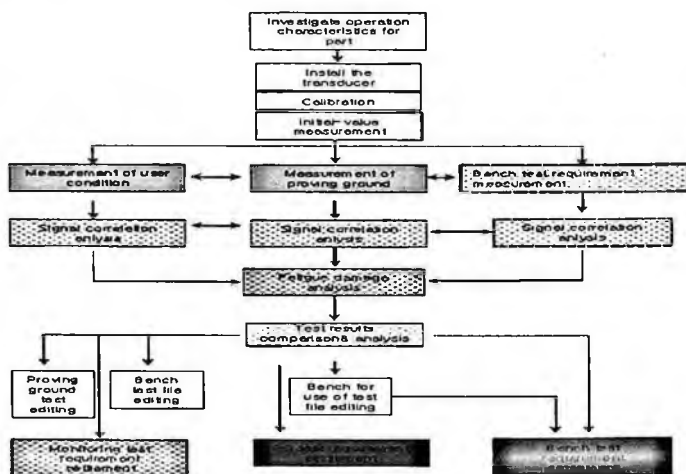 Investigate operation
characteristics for
part
Install the
transducer
Calibration
Initial-value
measurement
Measurement of user
condition
Measurement of
proving ground
Bench test requirement
measurement.
Signal correlation
anlysis
Signal correlation
anlysis
Signal correlation
anlysis
Fatigue damage
analysis
Test results
comparison& analysis
Proving
ground test
editing
Bench
test file
editing
Bench for
use of test
file editing
Monitoring test
requirement
settlement
Bench test
requirement